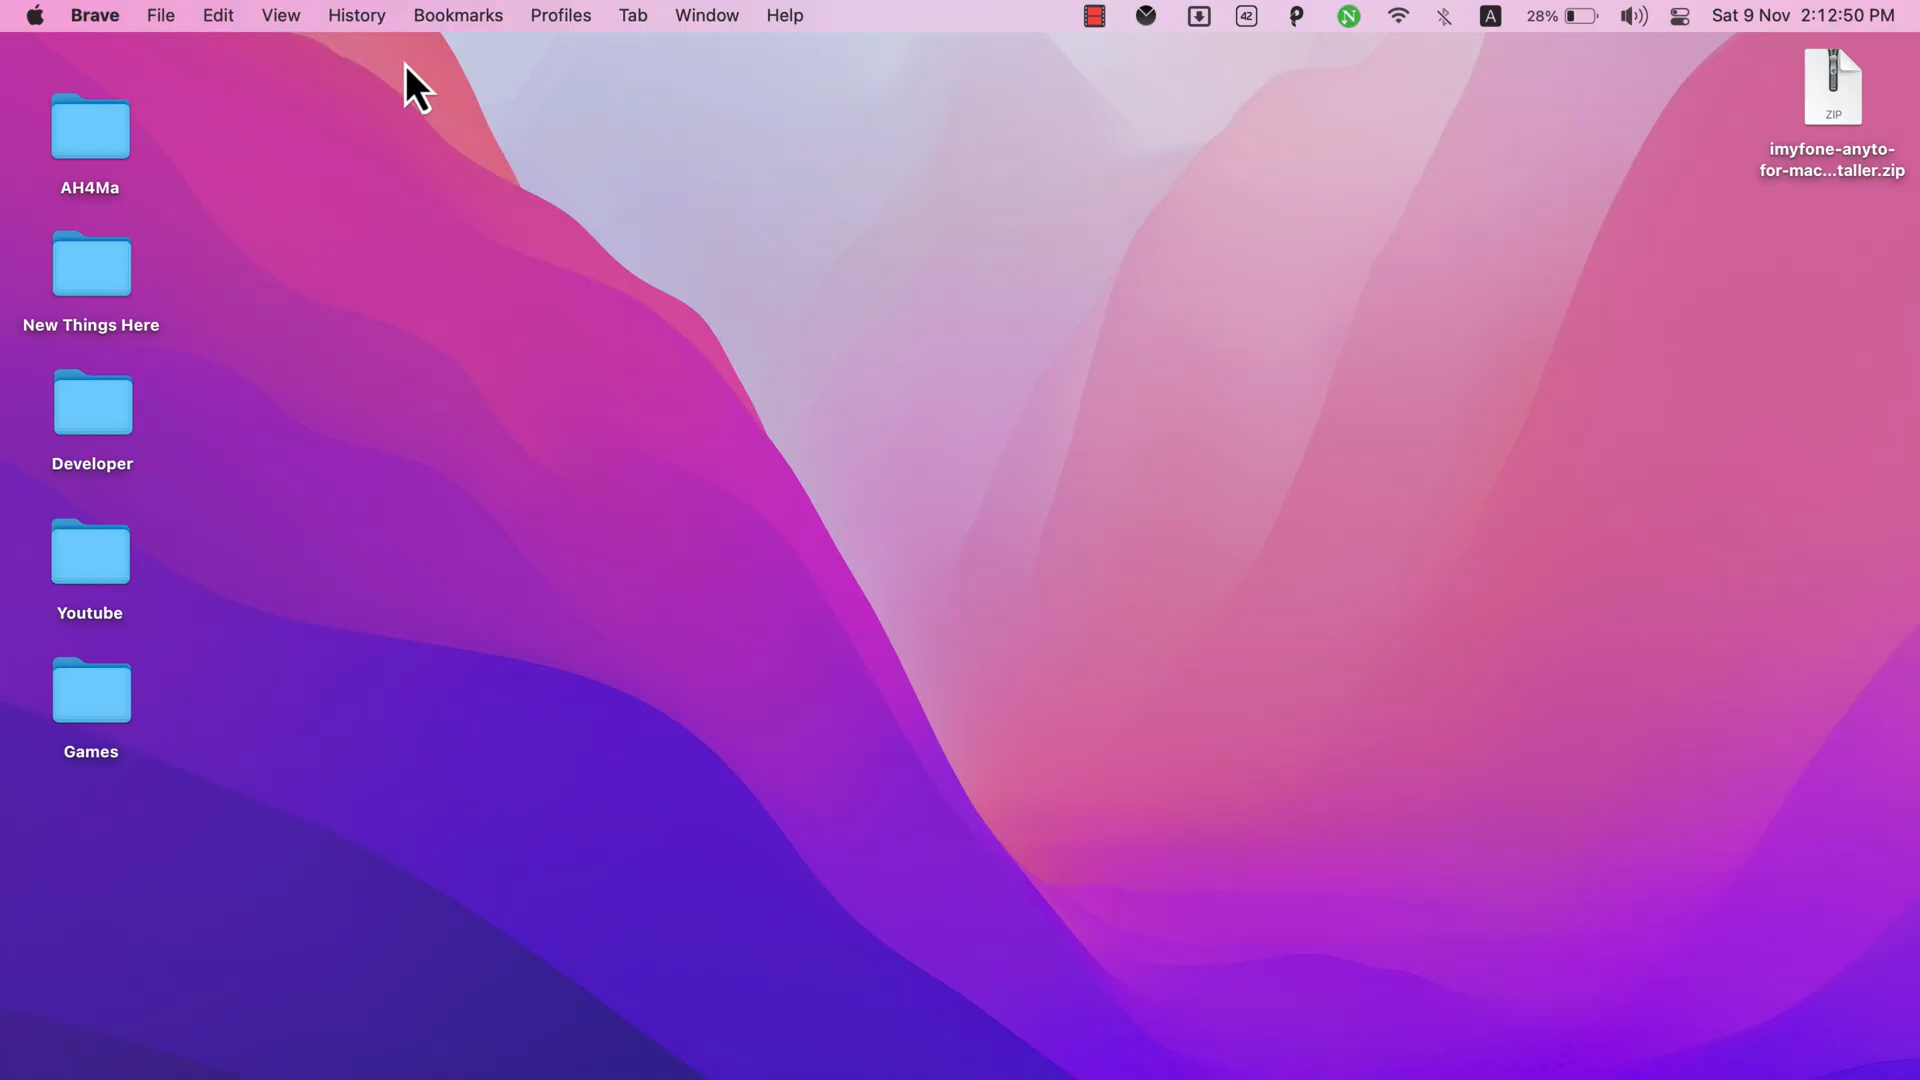 Brave File Edit View History Bookmarks Profiles Tab Window Help 42 P N A 28% Sat 9 Nov 2:12:50 PM
ZIP
imyfone-anyto-
for-mac...taller.zip
AH4Ma
New Things Here
Developer
Youtube
Games